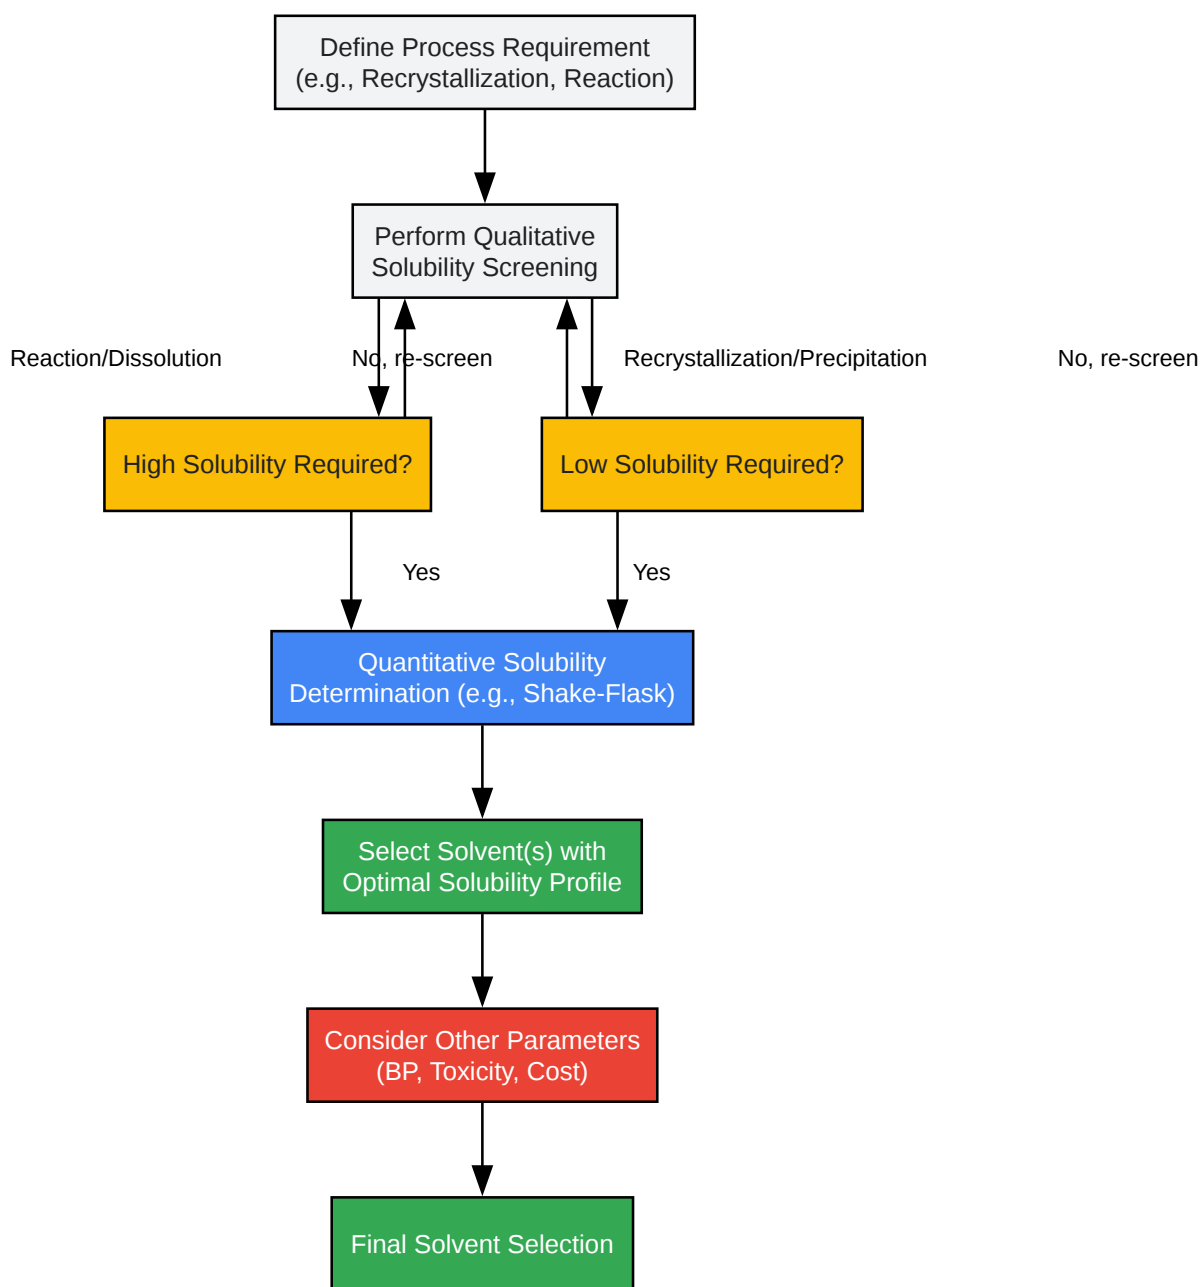 Define Process Requirement
(e.g., Recrystallization, Reaction)
Perform Qualitative
Solubility Screening
Reaction/Dissolution
No, re-screen
Recrystallization/Precipitation
No, re-screen
High Solubility Required?
Low Solubility Required?
Yes
Yes
Quantitative Solubility
Determination (e.g., Shake-Flask)
Select Solvent(s) with
Optimal Solubility Profile
Consider Other Parameters
(BP, Toxicity, Cost)
Final Solvent Selection